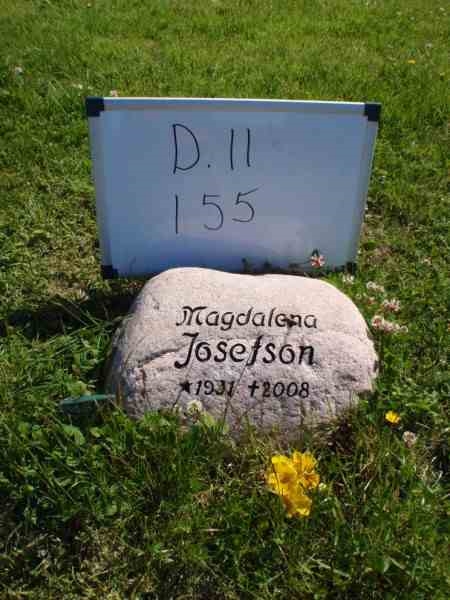 D. 11
155
Magdalena
Josefson
★1931 ✝2008